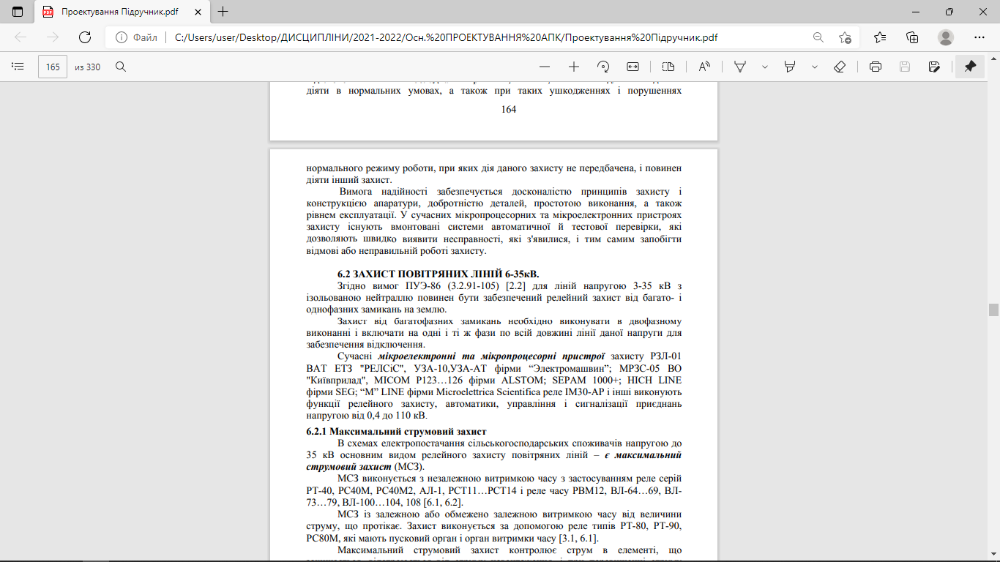 Проектування Підручник.pdf
Файл
C:/Users/user/Desktop/ДИСЦИПЛІНИ/2021-2022/Осн.%20ПРОЕКТУВАННЯ%20АПК/Проектування%20Підручник.pdf
165
из 330
діяти в нормальних умовах, а також при таких ушкодженнях і порушеннях
164
нормального режиму роботи, при яких дія даного захисту не передбачена, і повинен
діяти інший захист.
Вимога надійності забезпечується досконалістю принципів захисту і
конструкцією апаратури, добротністю деталей, простотою виконання, а також
рівнем експлуатації. У сучасних мікропроцесорних та мікроелектронних пристроях
захисту існують вмонтовані системи автоматичної й тестової перевірки, які
дозволяють швидко виявити несправності, які з'явилися, і тим самим запобігти
відмові або неправильній роботі захисту.
6.2 ЗАХИСТ ПОВІТРЯНИХ ЛІНІЙ 6-35кВ.
Згідно вимог ПУЭ-86 (3.2.91-105) [2.2] для ліній напругою 3-35 кВ з
ізольованою нейтраллю повинен бути забезпечений релейний захист від багато- і
однофазних замикань на землю.
Захист від багатофазних замикань необхідно виконувати в двофазному
виконанні і включати на одні і ті ж фази по всій довжині лінії даної напруги для
забезпечення відключення.
Сучасні мікроелектронні та мікропроцесорні пристрої захисту РЗЛ-01
ВАТ ЕТЗ "РЕЛСіС", УЗА-10,УЗА-АТ фірми “Электромашвин”; МРЗС-05 ВО
"Київприлад", MICOM P123…126 фірми ALSTOM; SEPAM 1000+; HICH LINE
фірми SEG; “M” LINE фірми Microelettrica Scientifica реле IM30-AP і інші виконують
функції релейного захисту, автоматики, управління і сигналізації приєднань
напругою від 0,4 до 110 кВ.
6.2.1 Максимальний струмовий захист
В схемах електропостачання сільськогосподарських споживачів напругою до
35 кВ основним видом релейного захисту повітряних ліній – є максимальний
струмовий захист (МСЗ).
МСЗ виконується з незалежною витримкою часу з застосуванням реле серій
РТ-40, РС40М, РС40М2, АЛ-1, РСТ11…РСТ14 і реле часу РВМ12, ВЛ-64…69, ВЛ-
73…79, ВЛ-100…104, 108 [6.1, 6.2].
МСЗ із залежною або обмежено залежною витримкою часу від величини
струму, що протікає. Захист виконується за допомогою реле типів РТ-80, РТ-90,
РС80М, які мають пусковий орган і орган витримки часу [3.1, 6.1].
Максимальний струмовий захист контролює струм в елементі, що